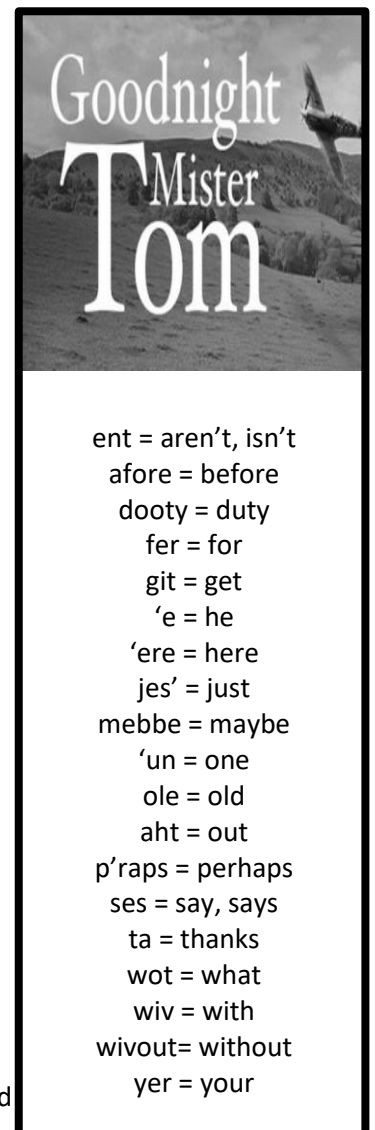 Goodnight
Mister
Tom
ent = aren’t, isn’t
afore = before
dooty = duty
fer = for
git = get
‘e = he
‘ere = here
jes’ = just
mebbe = maybe
‘un = one
ole = old
aht = out
p’raps = perhaps
ses = say, says
ta = thanks
wot = what
wiv = with
wivout= without
yer = your